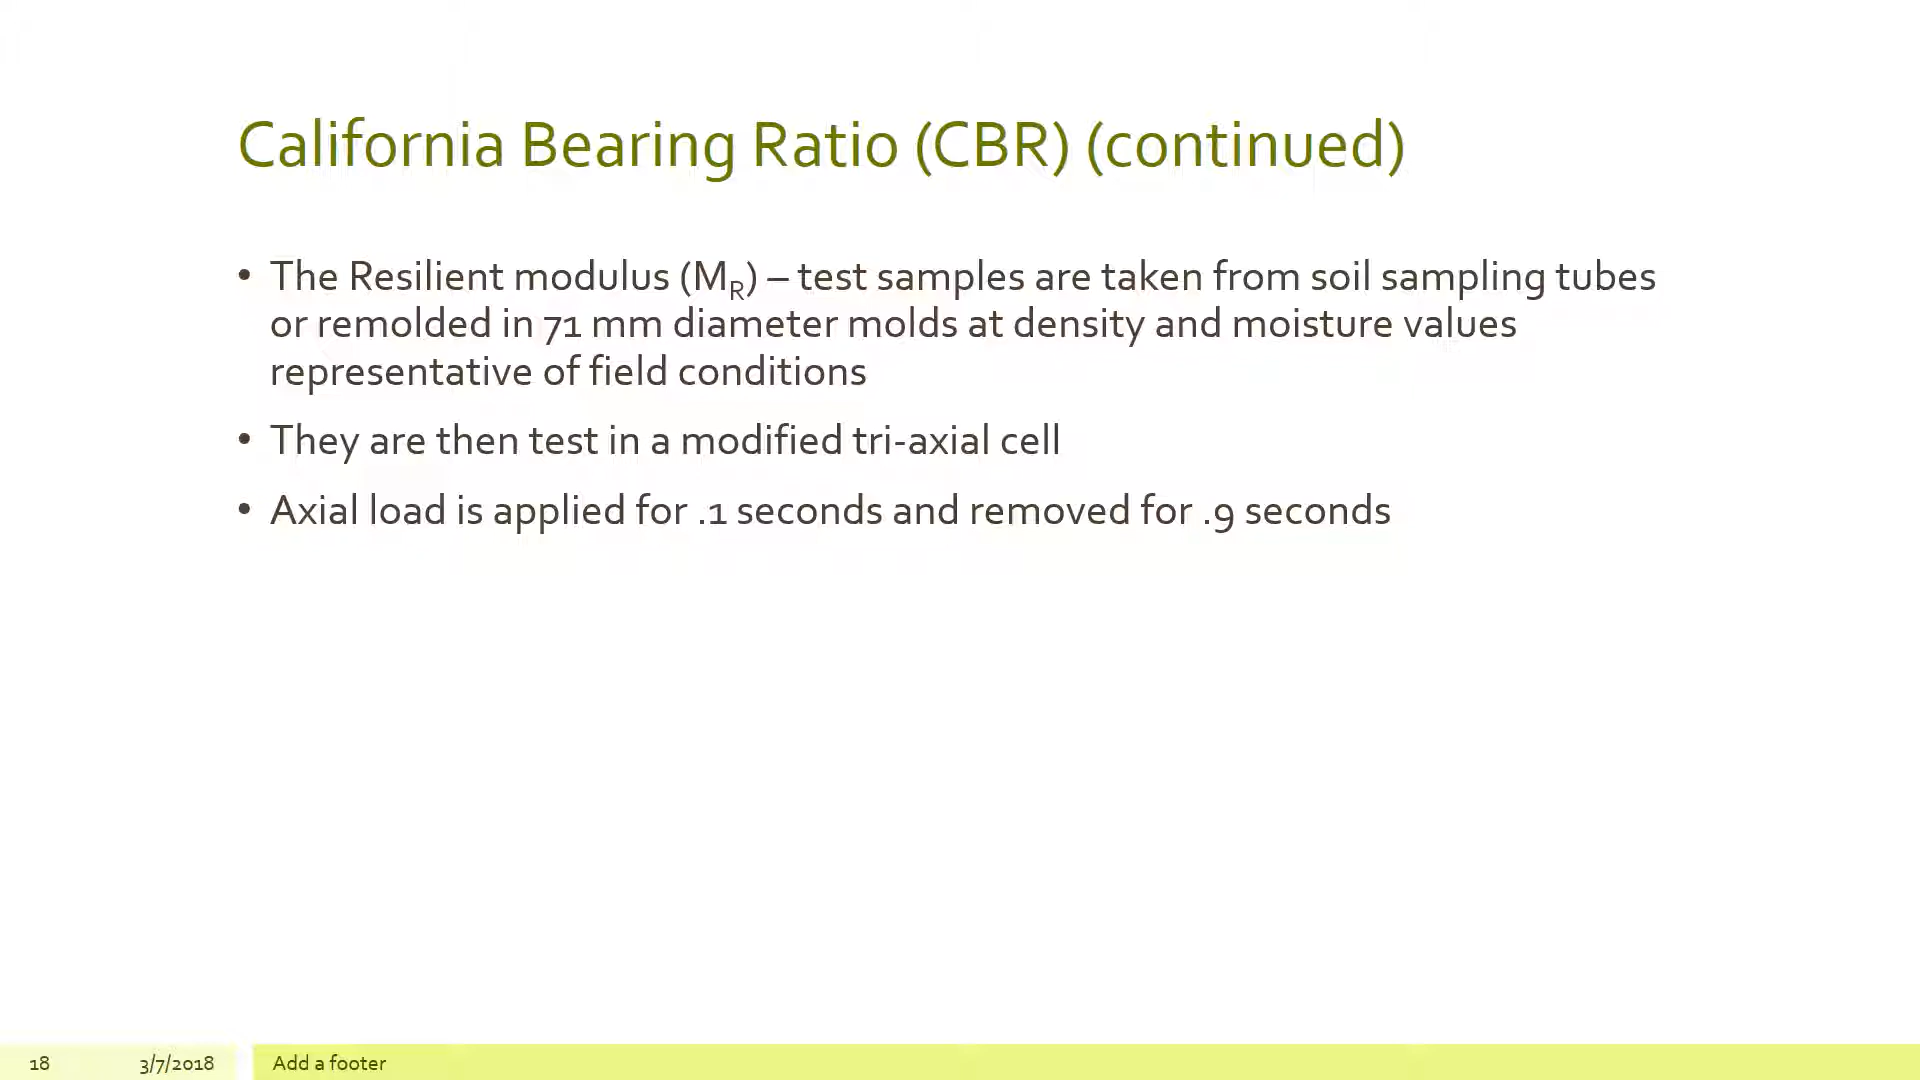 California Bearing Ratio (CBR) (continued)
• The Resilient modulus (MR) – test samples are taken from soil sampling tubes
or remolded in 71 mm diameter molds at density and moisture values
representative of field conditions
• They are then test in a modified tri-axial cell
• Axial load is applied for .1 seconds and removed for .9 seconds
18 3/7/2018 Add a footer